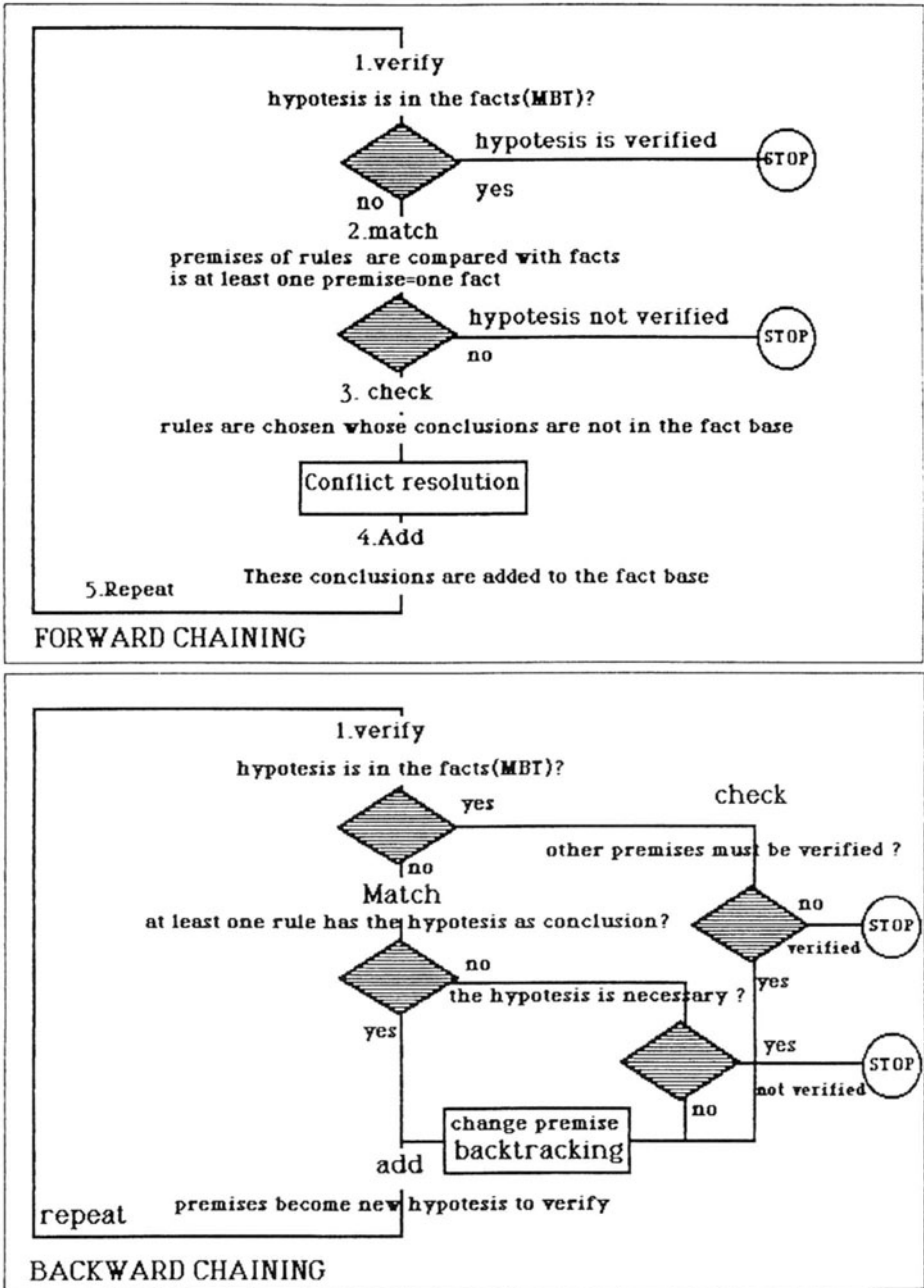 1.verify
hypotesis is in the facts(MBT)?
hypotesis is verified
STOP
yes
no
2.match
premises of rules are compared with facts
is at least one premise=one fact
hypotesis not verified
STOP
no
3. check
rules are chosen whose conclusions are not in the fact base
Conflict resolution
4.Add
These conclusions are added to the fact base
5.Repeat
FORWARD CHAINING
1.verify
hypotesis is in the facts(MBT)?
yes
check
other premises must be verified ?
no
Match
no
at least one rule has the hypotesis as conclusion?
STOP
verified
no
yes
the hypotesis is necessary ?
yes
yes
STOP
not verified
no
change premise
backtracking
add
premises become new hypotesis to verify
repeat
BACKWARD CHAINING